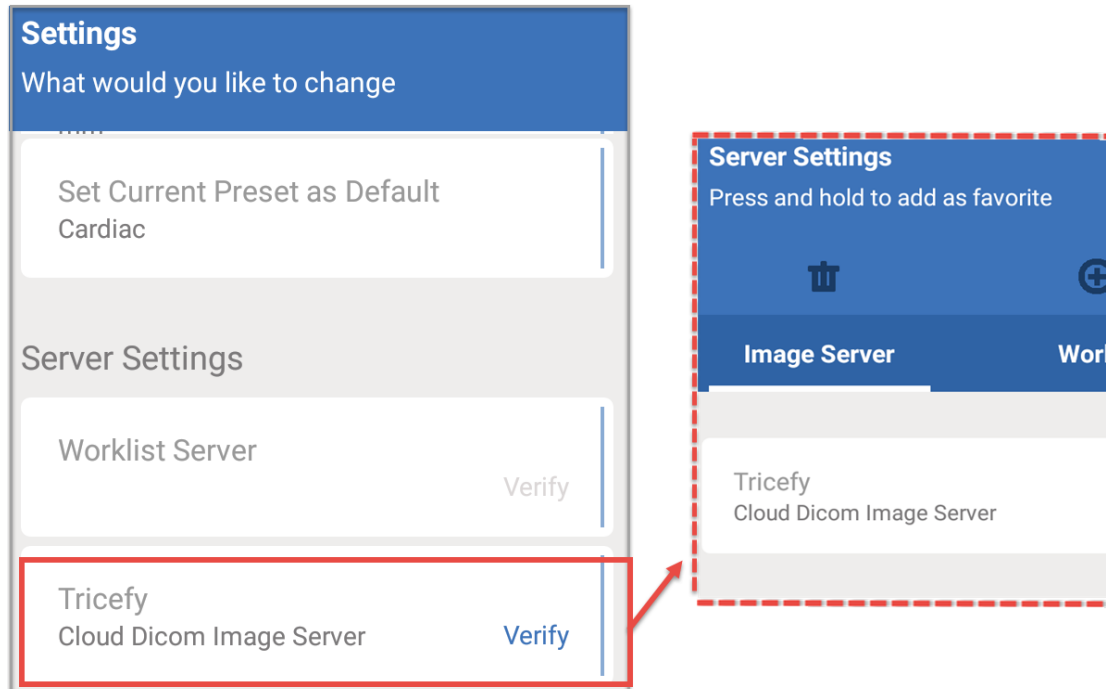 Settings
What would you like to change
Set Current Preset as Default
Cardiac
Server Settings
Worklist Server
Verify
Tricefy
Cloud Dicom Image Server
Verify
Server Settings
Press and hold to add as favorite
Image Server
Tricefy
Cloud Dicom Image Server